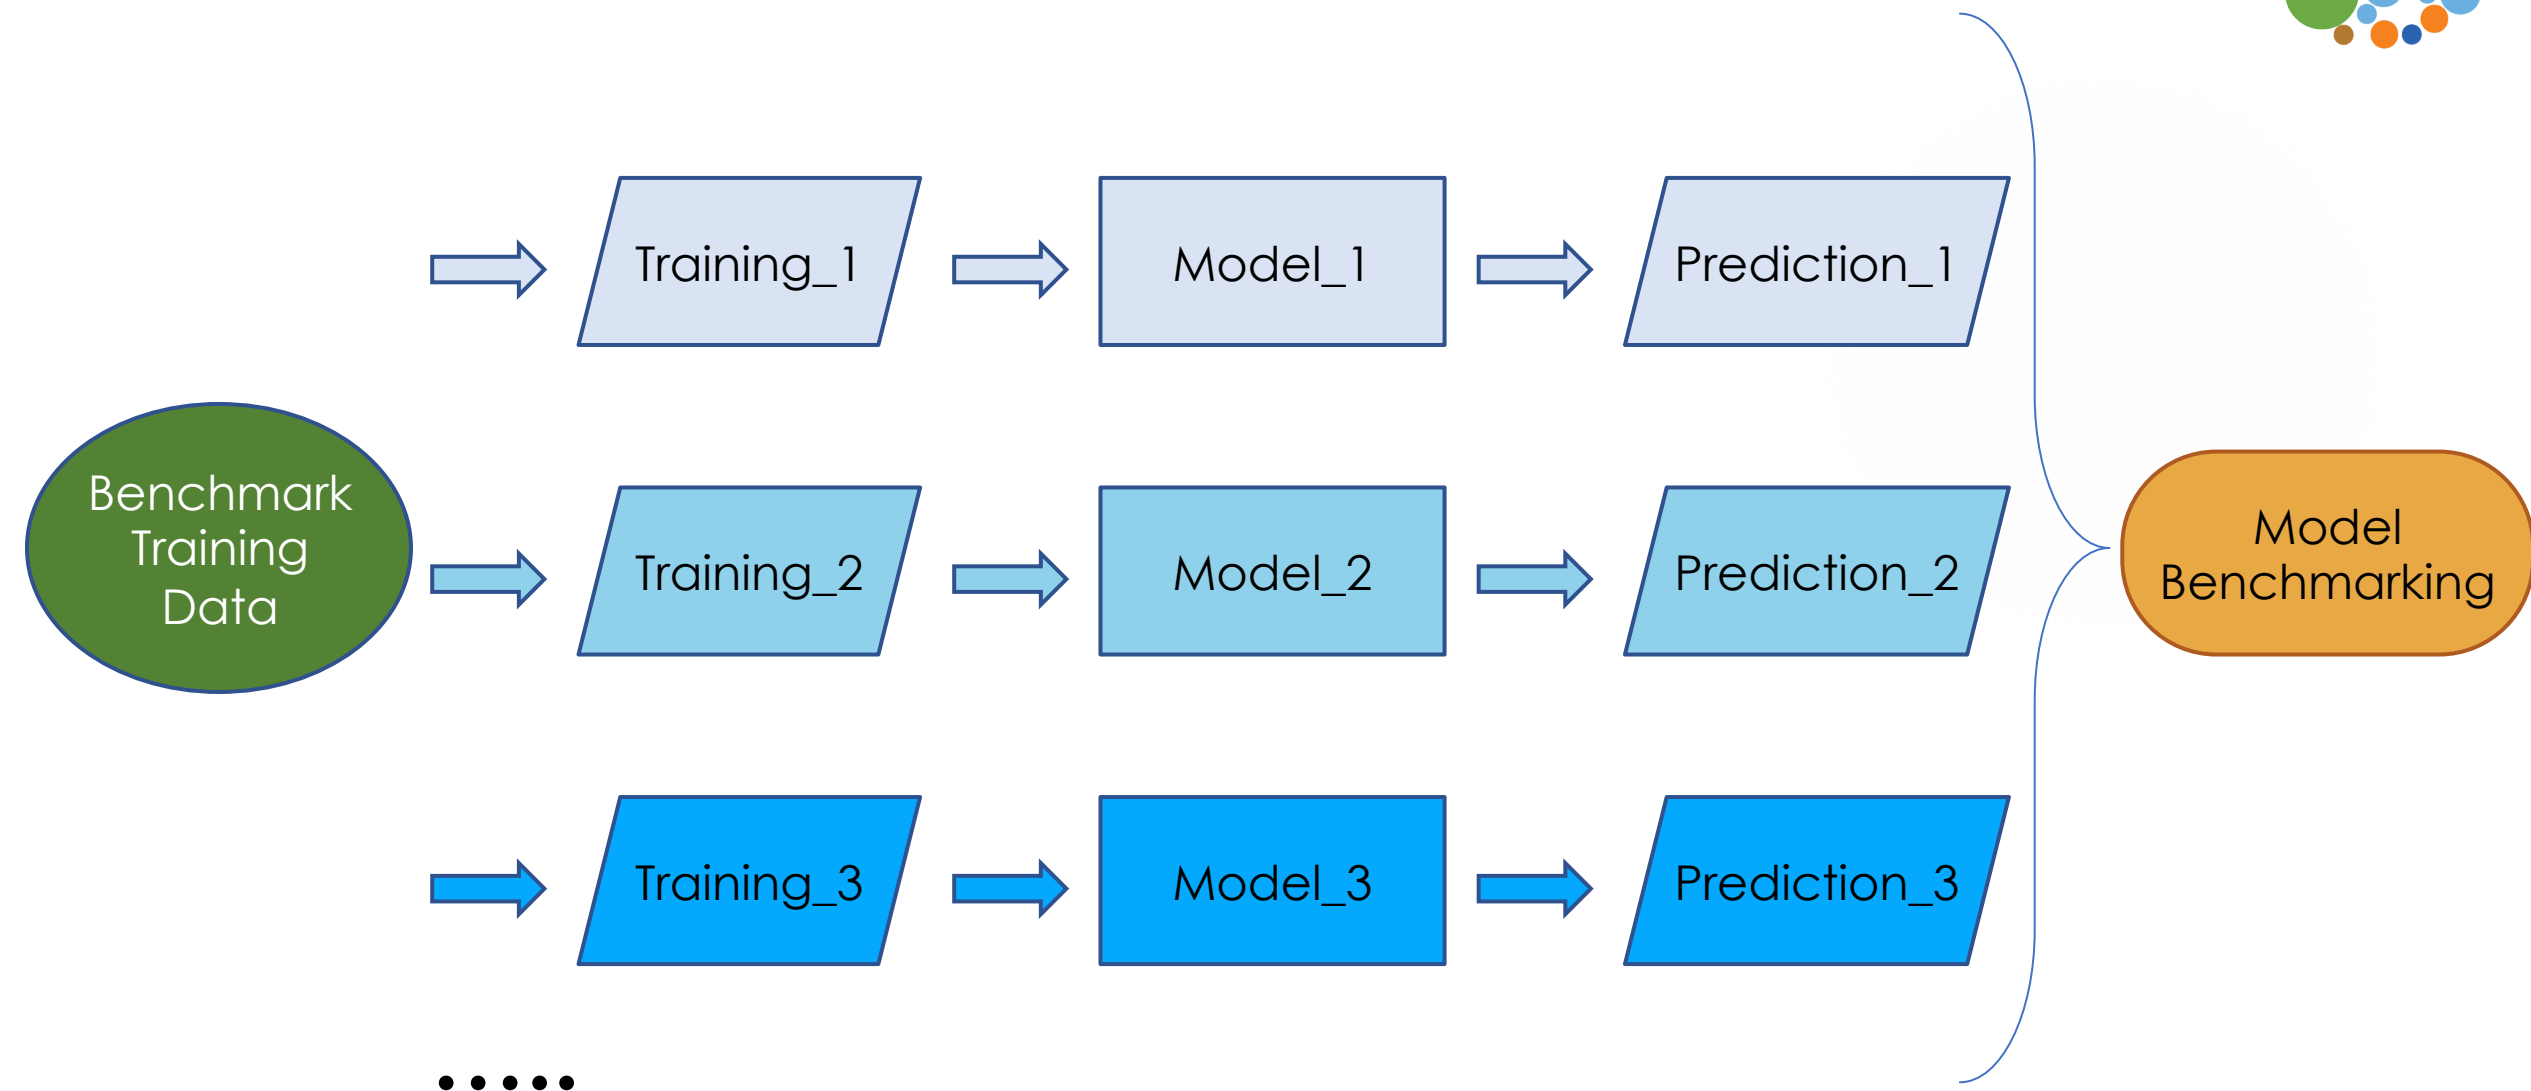 Benchmark
Training
Data
Training_1
Model_1
Prediction_1
Training_2
Model_2
Prediction_2
Training_3
Model_3
Prediction_3
.....
Model
Benchmarking